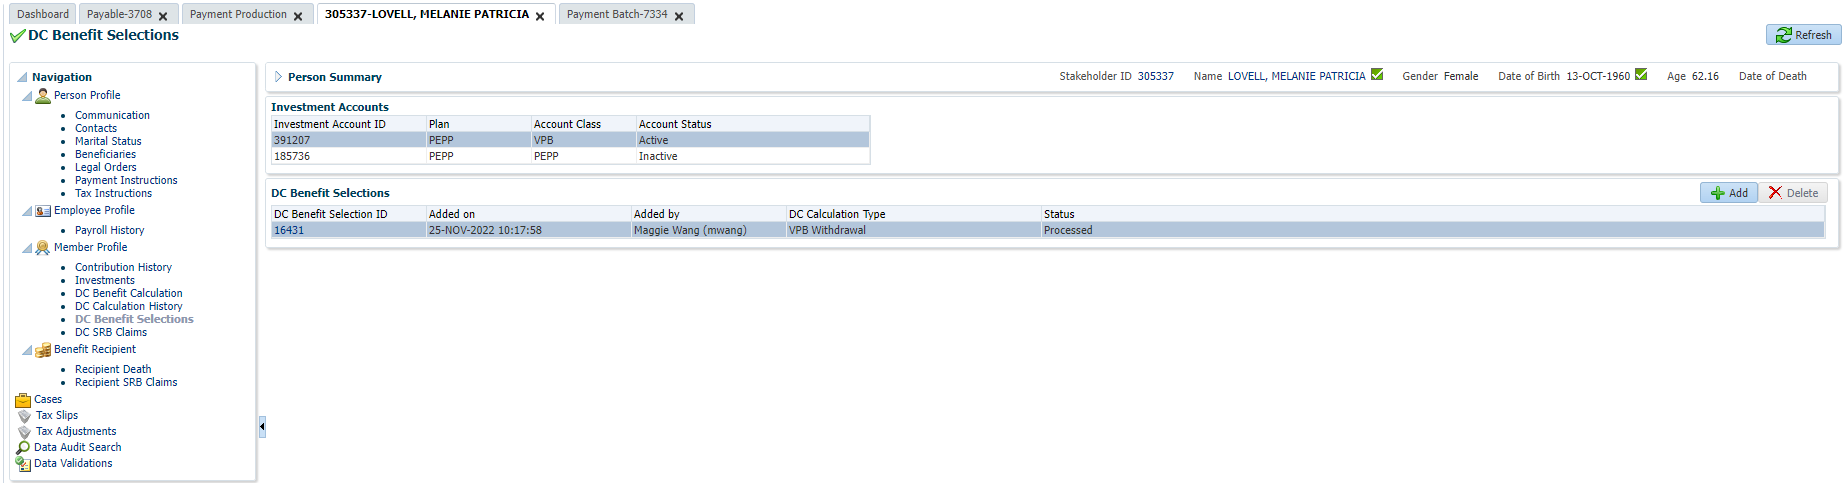 Dashboard Payable-3708 Payment Production 305337-LOVELL, MELANIE PATRICIA Payment Batch-7334
DC Benefit Selections Refresh
Navigation
Person Profile
Communication
Contacts
Marital Status
Beneficiaries
Legal Orders
Payment Instructions
Tax Instructions
Employee Profile
Payroll History
Member Profile
Contribution History
Investments
DC Benefit Calculation
DC Calculation History
DC Benefit Selections
DC SRB Claims
Benefit Recipient
Recipient Death
Recipient SRB Claims
Cases
Tax Slips
Tax Adjustments
Data Audit Search
Data Validations
Person Summary Stakeholder ID 305337 Name LOVELL, MELANIE PATRICIA Gender Female Date of Birth 13-OCT-1960 Age 62.16 Date of Death
Investment Accounts
Investment Account ID Plan Account Class Account Status
391207 PEPP VPB Active
185736 PEPP PEPP Inactive
DC Benefit Selections Add Delete
DC Benefit Selection ID Added on Added by DC Calculation Type Status
16431 25-NOV-2022 10:17:58 Maggie Wang (mwang) VPB Withdrawal Processed